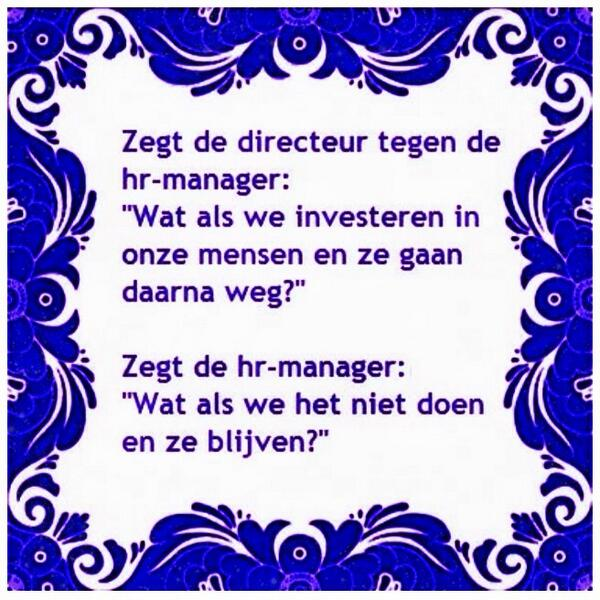 Zegt de directeur tegen de
hr-manager:
"Wat als we investeren in
onze mensen en ze gaan
daarna weg?"
Zegt de hr-manager:
"Wat als we het niet doen
en ze blijven?"